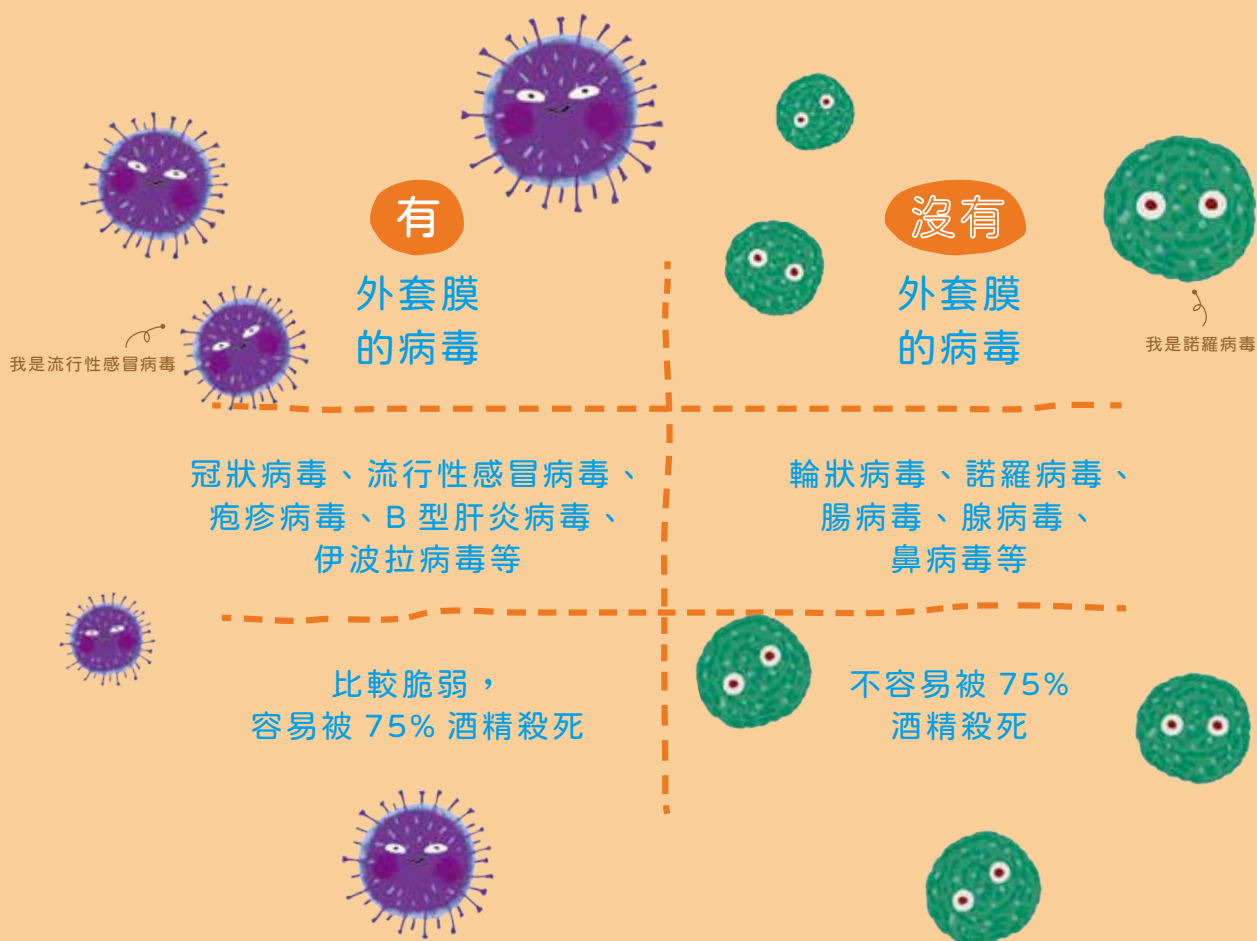 有
外套膜
的病毒
我是流行性感冒病毒
沒有
外套膜
的病毒
我是諾羅病毒
冠狀病毒、流行性感冒病毒、
疱疹病毒、B 型肝炎病毒、
伊波拉病毒等
輪狀病毒、諾羅病毒、
腸病毒、腺病毒、
鼻病毒等
比較脆弱，
容易被 75% 酒精殺死
不容易被 75%
酒精殺死